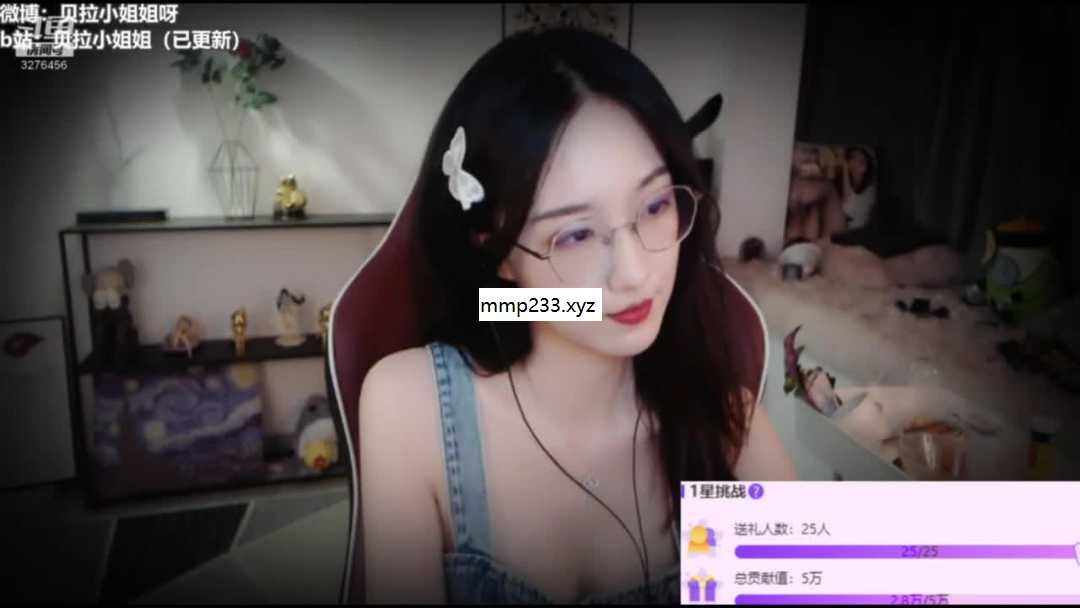 微博：贝拉小姐姐呀
b站：贝拉小姐姐（已更新）
3276456
mmp233.xyz
1星挑战?
送礼人数：25人
25/25
总贡献值：5万
2.8万/5万